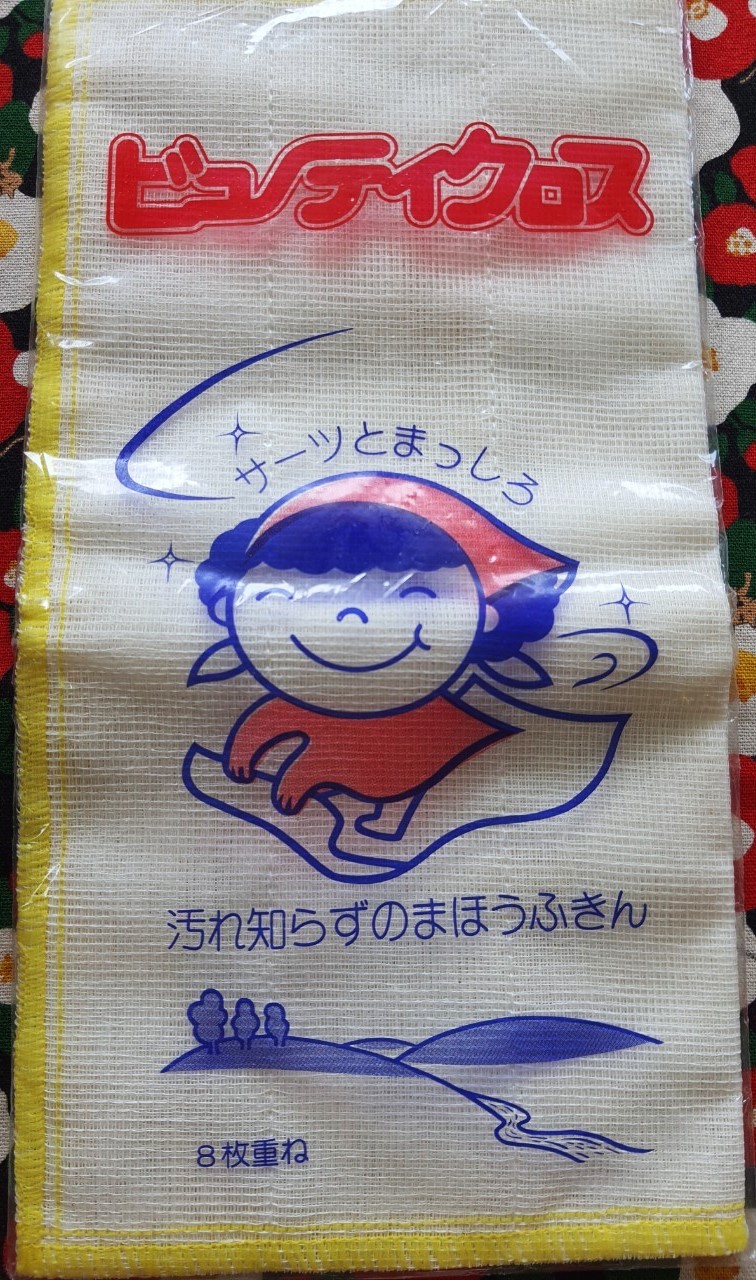 ビューティクロス
サーッとまっしろ
汚れ知らずのまほうふきん
8枚重ね